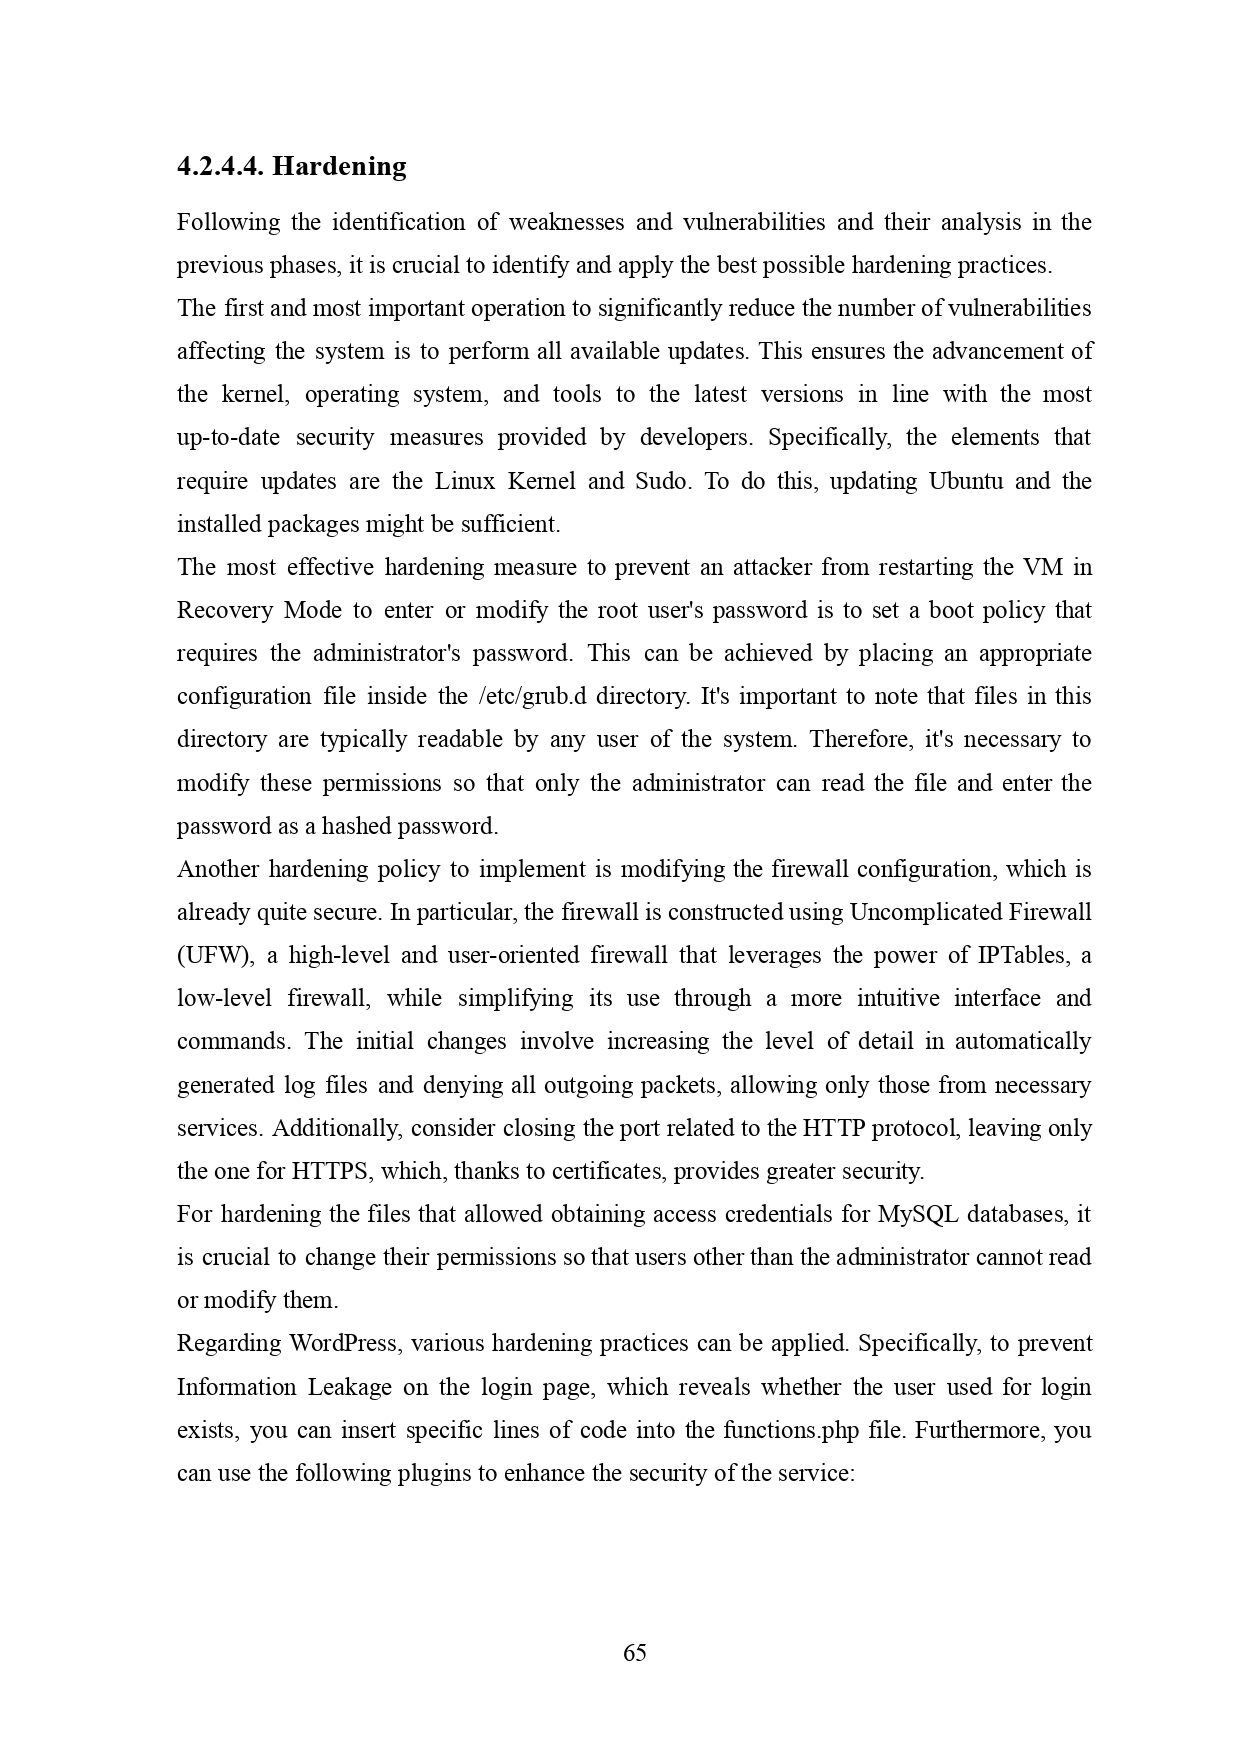 4.2.4.4. Hardening
Following the identification of weaknesses and vulnerabilities and their analysis in the
previous phases, it is crucial to identify and apply the best possible hardening practices.
The first and most important operation to significantly reduce the number of vulnerabilities
affecting the system is to perform all available updates. This ensures the advancement of
the kernel, operating system, and tools to the latest versions in line with the most
up-to-date security measures provided by developers. Specifically, the elements that
require updates are the Linux Kernel and Sudo. To do this, updating Ubuntu and the
installed packages might be sufficient.
The most effective hardening measure to prevent an attacker from restarting the VM in
Recovery Mode to enter or modify the root user's password is to set a boot policy that
requires the administrator's password. This can be achieved by placing an appropriate
configuration file inside the /etc/grub.d directory. It's important to note that files in this
directory are typically readable by any user of the system. Therefore, it's necessary to
modify these permissions so that only the administrator can read the file and enter the
password as a hashed password.
Another hardening policy to implement is modifying the firewall configuration, which is
already quite secure. In particular, the firewall is constructed using Uncomplicated Firewall
(UFW), a high-level and user-oriented firewall that leverages the power of IPTables, a
low-level firewall, while simplifying its use through a more intuitive interface and
commands. The initial changes involve increasing the level of detail in automatically
generated log files and denying all outgoing packets, allowing only those from necessary
services. Additionally, consider closing the port related to the HTTP protocol, leaving only
the one for HTTPS, which, thanks to certificates, provides greater security.
For hardening the files that allowed obtaining access credentials for MySQL databases, it
is crucial to change their permissions so that users other than the administrator cannot read
or modify them.
Regarding WordPress, various hardening practices can be applied. Specifically, to prevent
Information Leakage on the login page, which reveals whether the user used for login
exists, you can insert specific lines of code into the functions.php file. Furthermore, you
can use the following plugins to enhance the security of the service:
65